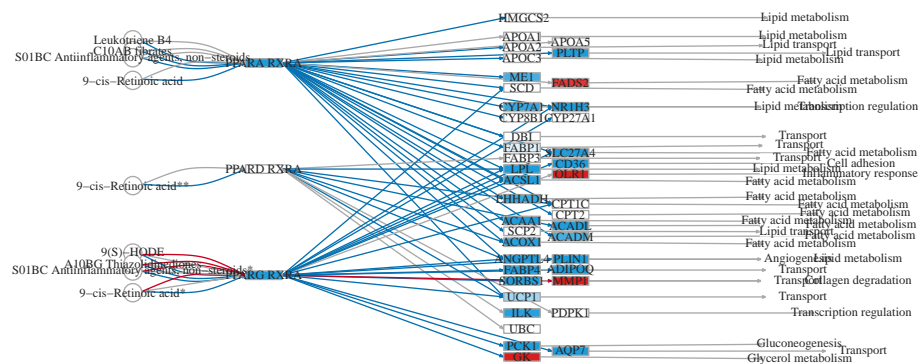 HMGCS2 Lipid metabolism
Leukotriene B4
C10AB fibrates
S01BC Antiinflammatory agents, non-steroids
PPARA RXRA
9-cis-Retinoic acid
APOA1 Lipid metabolism
APOA2 APOA5 Lipid transport
PLTP Lipid transport
APOC3 Lipid metabolism
ME1 FADS2 Fatty acid metabolism
SCD Fatty acid metabolism
CYP7A1 NR1H3 Lipid metabolism Transcription regulation
CYP8B1 CYP27A1
DBI Transport
FABP1 Transport
SLC27A4 Fatty acid metabolism
FABP3 Transport
CD36 Cell adhesion
LPL Lipid metabolism
OLR1 Inflammatory response
ACSL1 Fatty acid metabolism
PPARD RXRA
9-cis-Retinoic acid**
EHHADH Fatty acid metabolism
CPT1C Fatty acid metabolism
CPT2 Fatty acid metabolism
ACAA1 Fatty acid metabolism
ACADL Fatty acid metabolism
SCP2 Lipid transport
ACADM Fatty acid metabolism
ACOX1 Fatty acid metabolism
9(S)-HODE
A10BG Thiazolinediones
S01BC Antiinflammatory agents, non-steroids*
PPARG RXRA
9-cis-Retinoic acid*
ANGPTL4 PLIN1 Angiogenesis Lipid metabolism
FABP4 ADIPOQ Transport
SORBS1 MMP1 Transport Collagen degradation
UCP1 Transport
ILK PDPK1 Transcription regulation
UBC
PCK1 Gluconeogenesis
AQP7 Transport
GK Glycerol metabolism